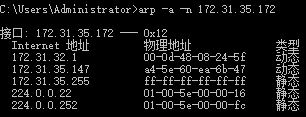 C:\Users\Administrator>arp -a -n 172.31.35.172
接口: 172.31.35.172 --- 0x12
Internet 地址 物理地址 类型
172.31.32.1 00-0d-48-08-24-5f 动态
172.31.35.147 a4-5e-60-ea-6b-47 动态
172.31.35.255 ff-ff-ff-ff-ff-ff 静态
224.0.0.22 01-00-5e-00-00-16 静态
224.0.0.252 01-00-5e-00-00-fc 静态